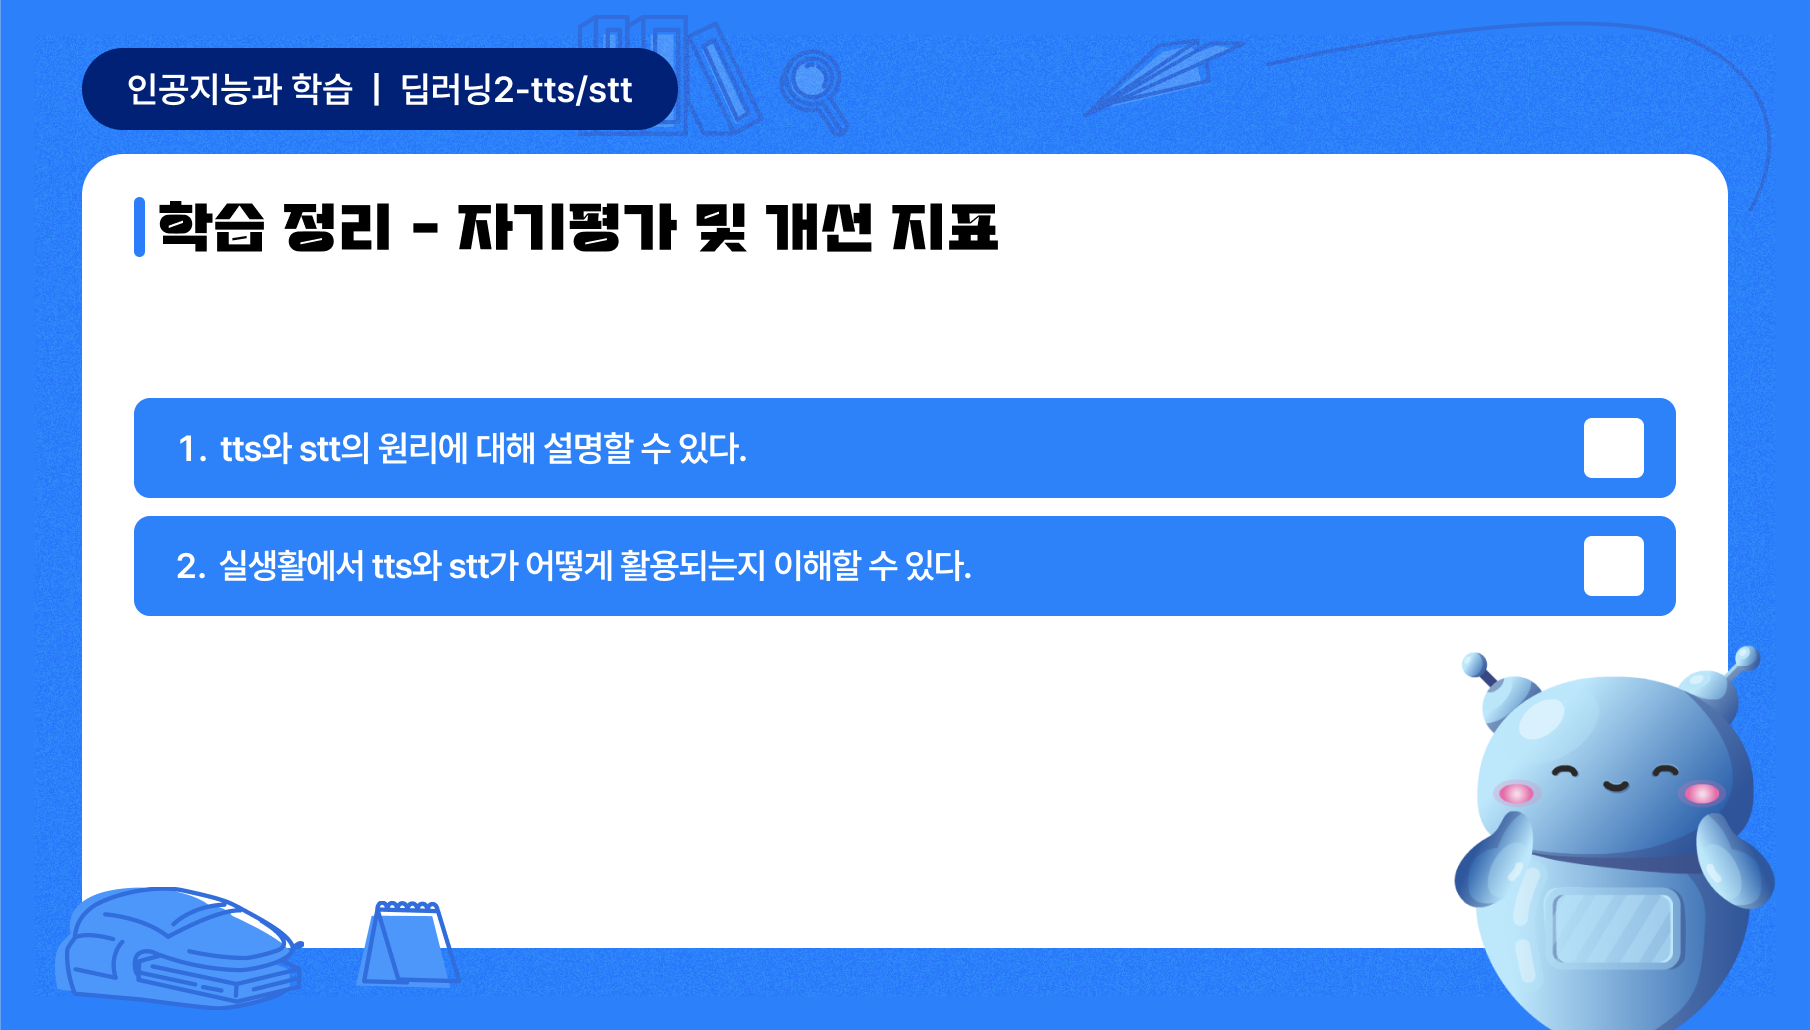 인공지능과 학습 | 딥러닝2-tts/stt
학습 정리 - 자기평가 및 개선 지표
1. tts와 stt의 원리에 대해 설명할 수 있다.
2. 실생활에서 tts와 stt가 어떻게 활용되는지 이해할 수 있다.